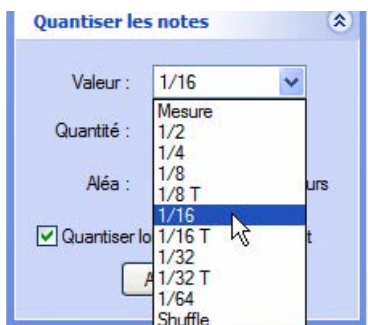 Quantiser les notes
Valeur : 1/16
Mesure
Quantité : 1/2
1/4
1/8
Aléa : 1/8 T urs
1/16
Quantiser lo 1/16 T t
1/32
A 1/32 T
1/64
Shuffle